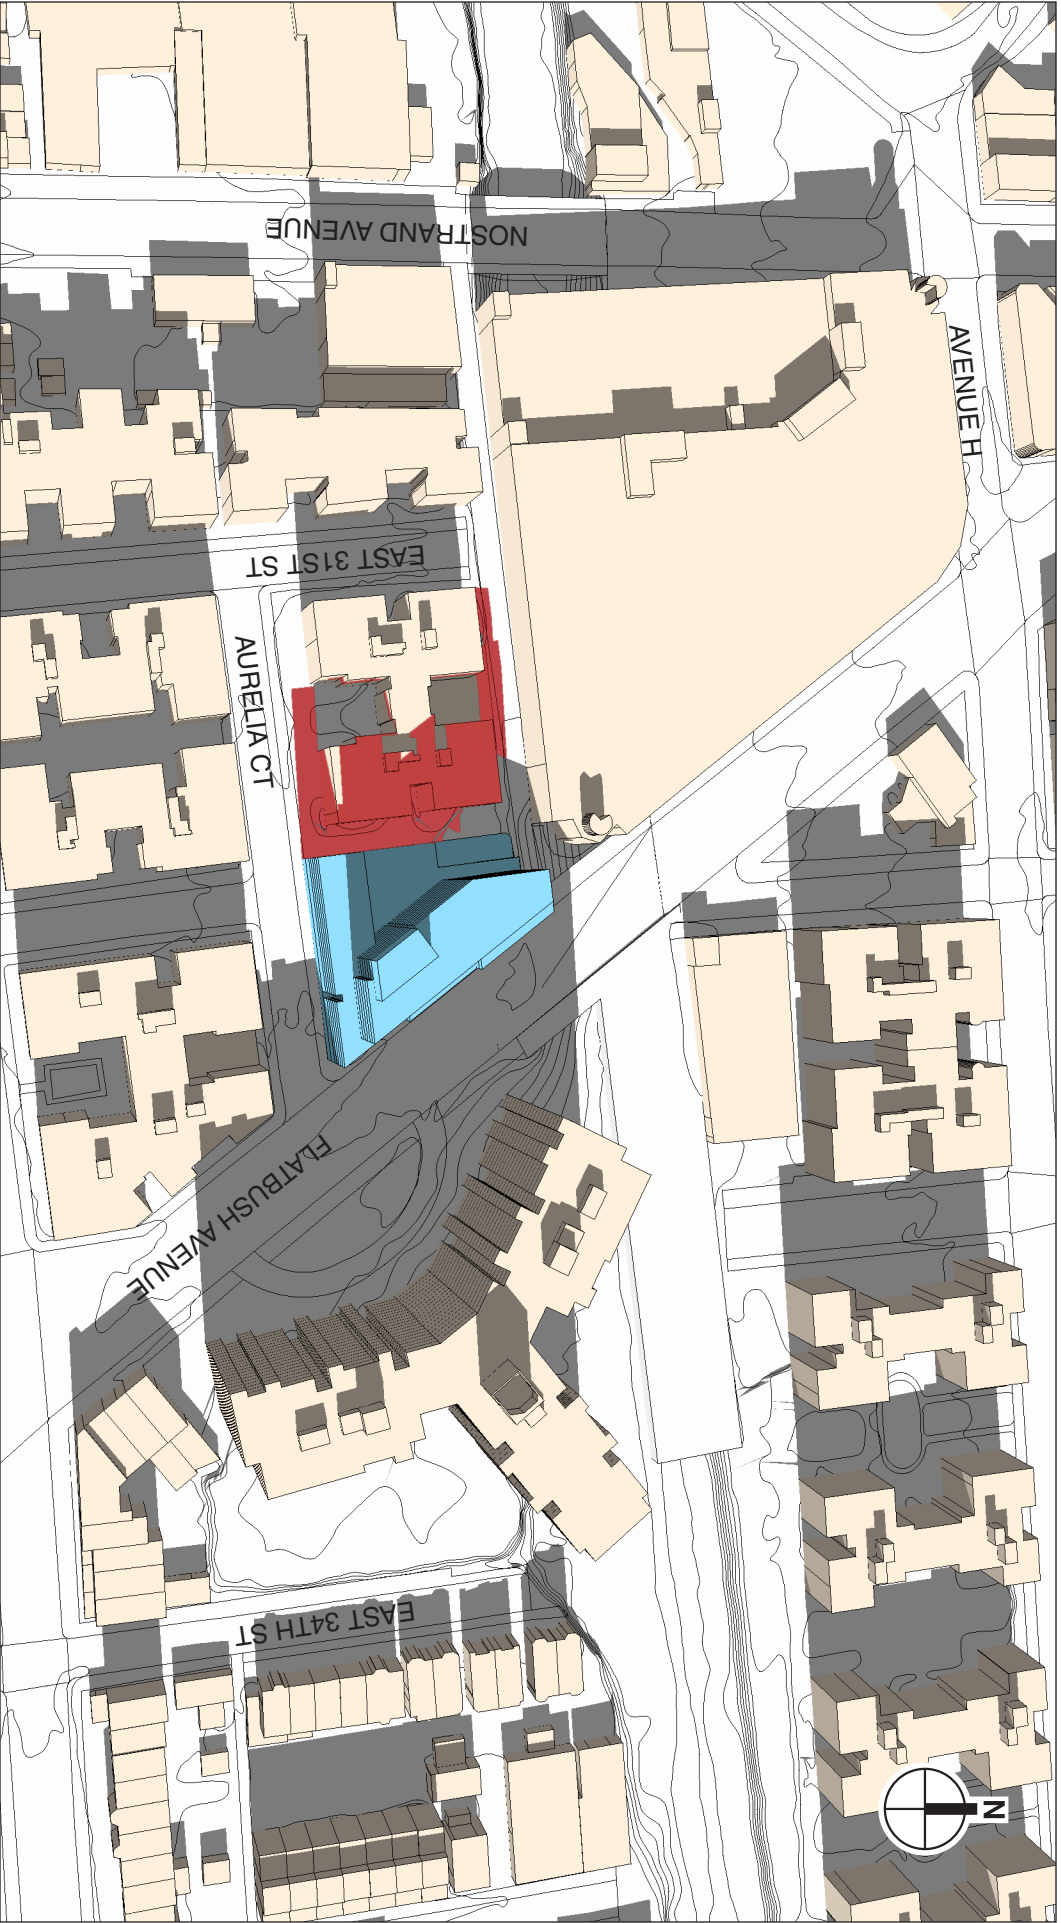 NOSTRAND AVENUE
AVENUE H
EAST 31ST ST
AURELIA CT
FLATBUSH AVENUE
EAST 34TH ST
N